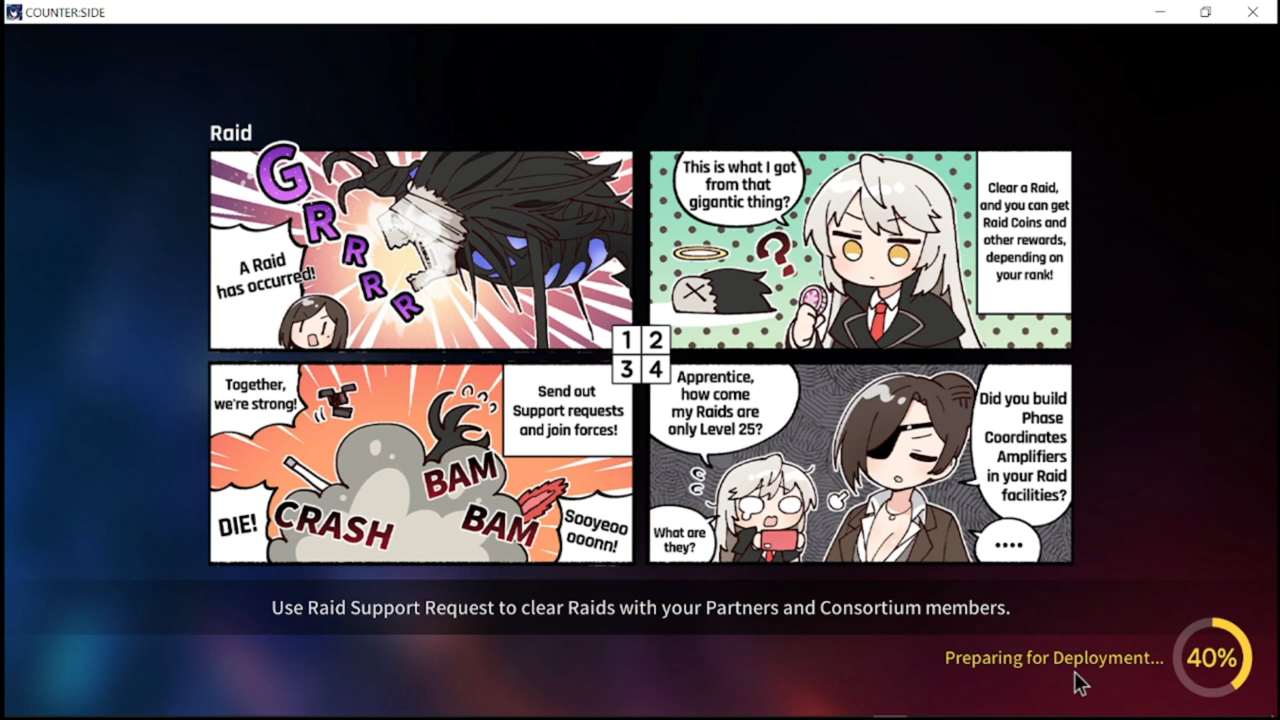 COUNTER:SIDE
Raid
GRRRR
A Raid
has occurred!
This is what I got
from that
gigantic thing?
?
Clear a Raid,
and you can get
Raid Coins and
other rewards,
depending on
your rank!
1 2
3 4
Together,
we're strong!
Send out
Support requests
and join forces!
DIE!
CRASH
BAM
BAM
Sooyeoo
ooonn!
Apprentice,
how come
my Raids are
only Level 25?
What are
they?
Did you build
Phase
Coordinates
Amplifiers
in your Raid
facilities?
....
Use Raid Support Request to clear Raids with your Partners and Consortium members.
Preparing for Deployment...
40%